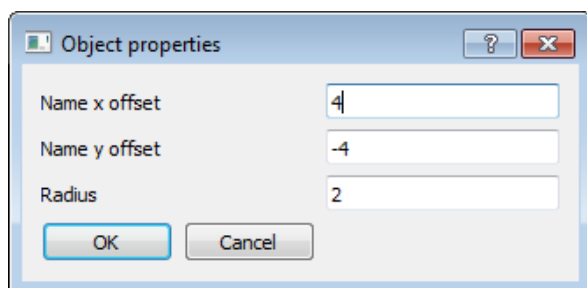 Object properties
Name x offset 4
Name y offset -4
Radius 2
OK Cancel